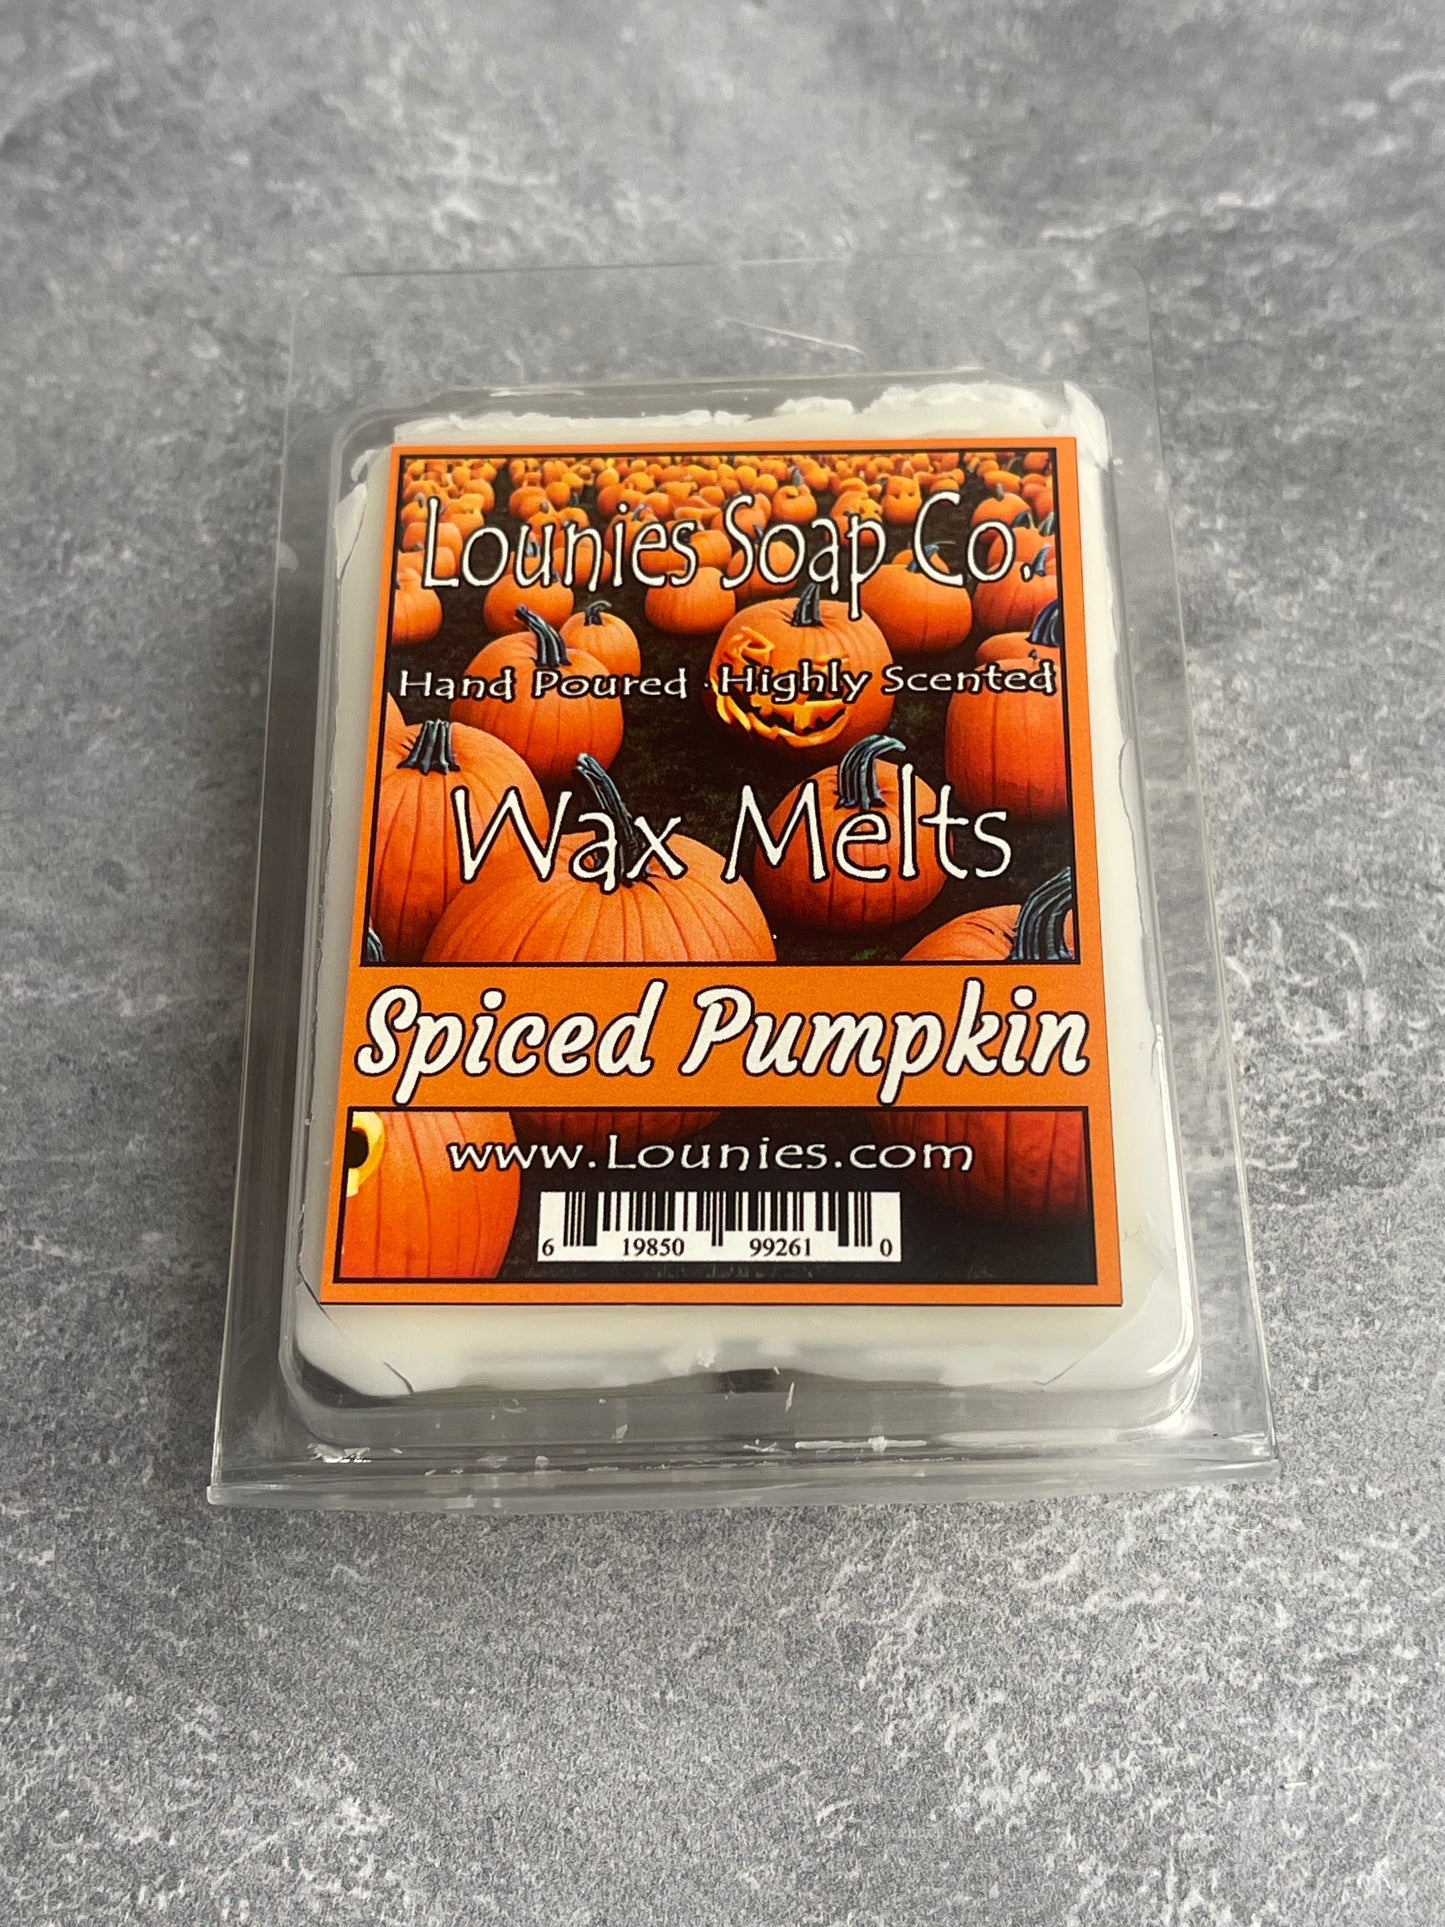 Lounies Soap Co.
Hand Poured · Highly Scented
Wax Melts
Spiced Pumpkin
www.Lounies.com
6 19850 99261 0